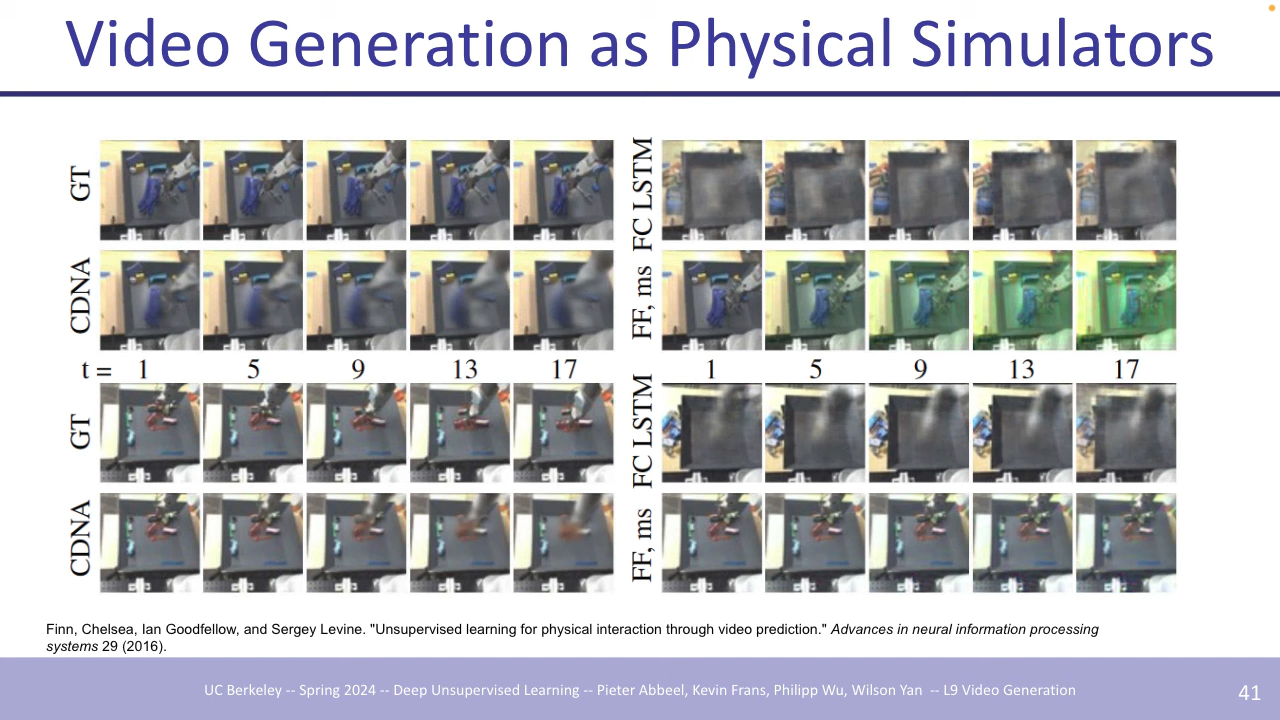 Video Generation as Physical Simulators
GT
CDNA
t = 1 5 9 13 17
GT
CDNA
FC LSTM
FF, ms
1 5 9 13 17
FC LSTM
FF, ms
Finn, Chelsea, Ian Goodfellow, and Sergey Levine. "Unsupervised learning for physical interaction through video prediction." Advances in neural information processing
systems 29 (2016).
UC Berkeley -- Spring 2024 -- Deep Unsupervised Learning -- Pieter Abbeel, Kevin Frans, Philipp Wu, Wilson Yan -- L9 Video Generation
41